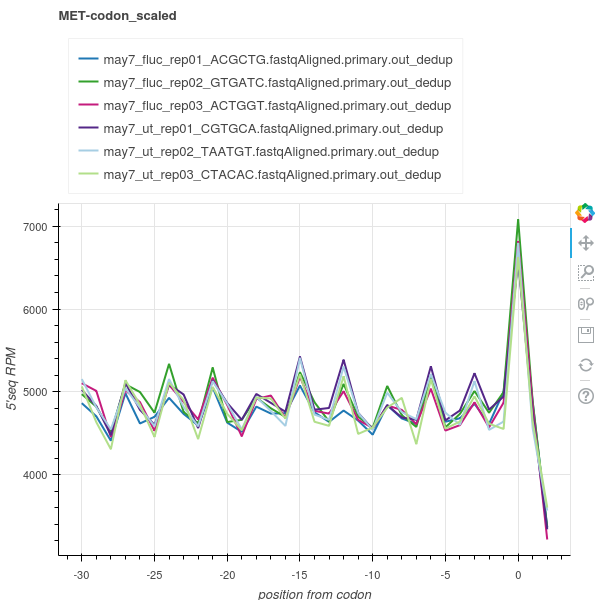 MET-codon_scaled
may7_fluc_rep01_ACGCTG.fastqAligned.primary.out_dedup
may7_fluc_rep02_GTGATC.fastqAligned.primary.out_dedup
may7_fluc_rep03_ACTGGT.fastqAligned.primary.out_dedup
may7_ut_rep01_CGTGCA.fastqAligned.primary.out_dedup
may7_ut_rep02_TAATGT.fastqAligned.primary.out_dedup
may7_ut_rep03_CTACAC.fastqAligned.primary.out_dedup
7000
6000
5000
4000
5'seq RPM
-30 -25 -20 -15 -10 -5 0
position from codon